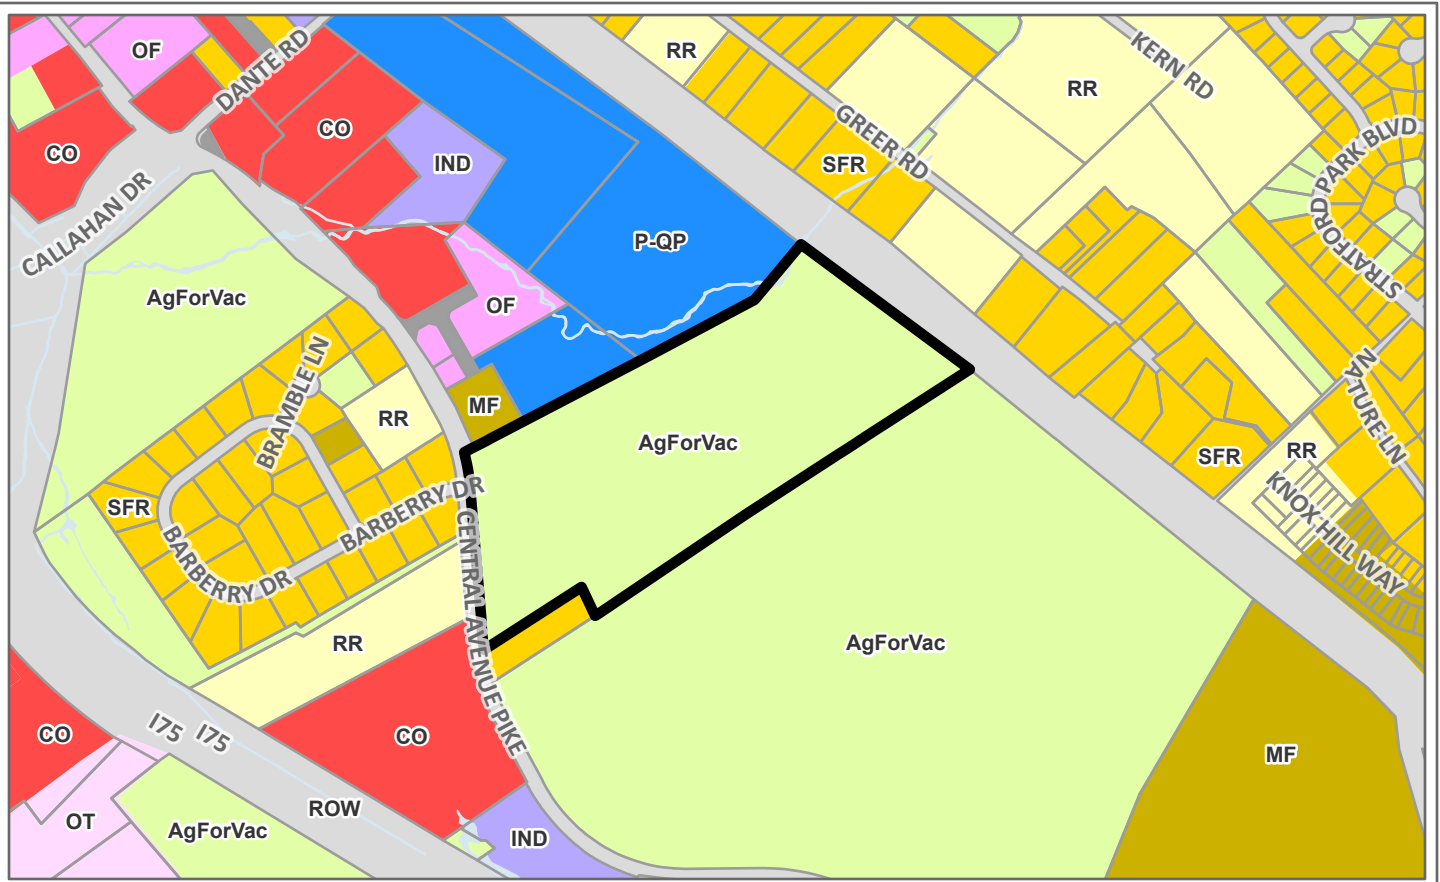 OF
DANTE RD
RR
KERN RD
RR
CO
CO
GREER RD
STRATFORD PARK BLVD
IND
SFR
CALLAHAN DR
P-QP
AgForVac
OF
BRAMBLE LN
NATURE LN
RR
MF
AgForVac
RR
SFR
SFR
BARBERRY DR
KNOX HILL WAY
BARBERRY DR
CENTRAL AVENUE PIKE
RR
AgForVac
CO
I75
I75
CO
MF
ROW
OT
AgForVac
IND